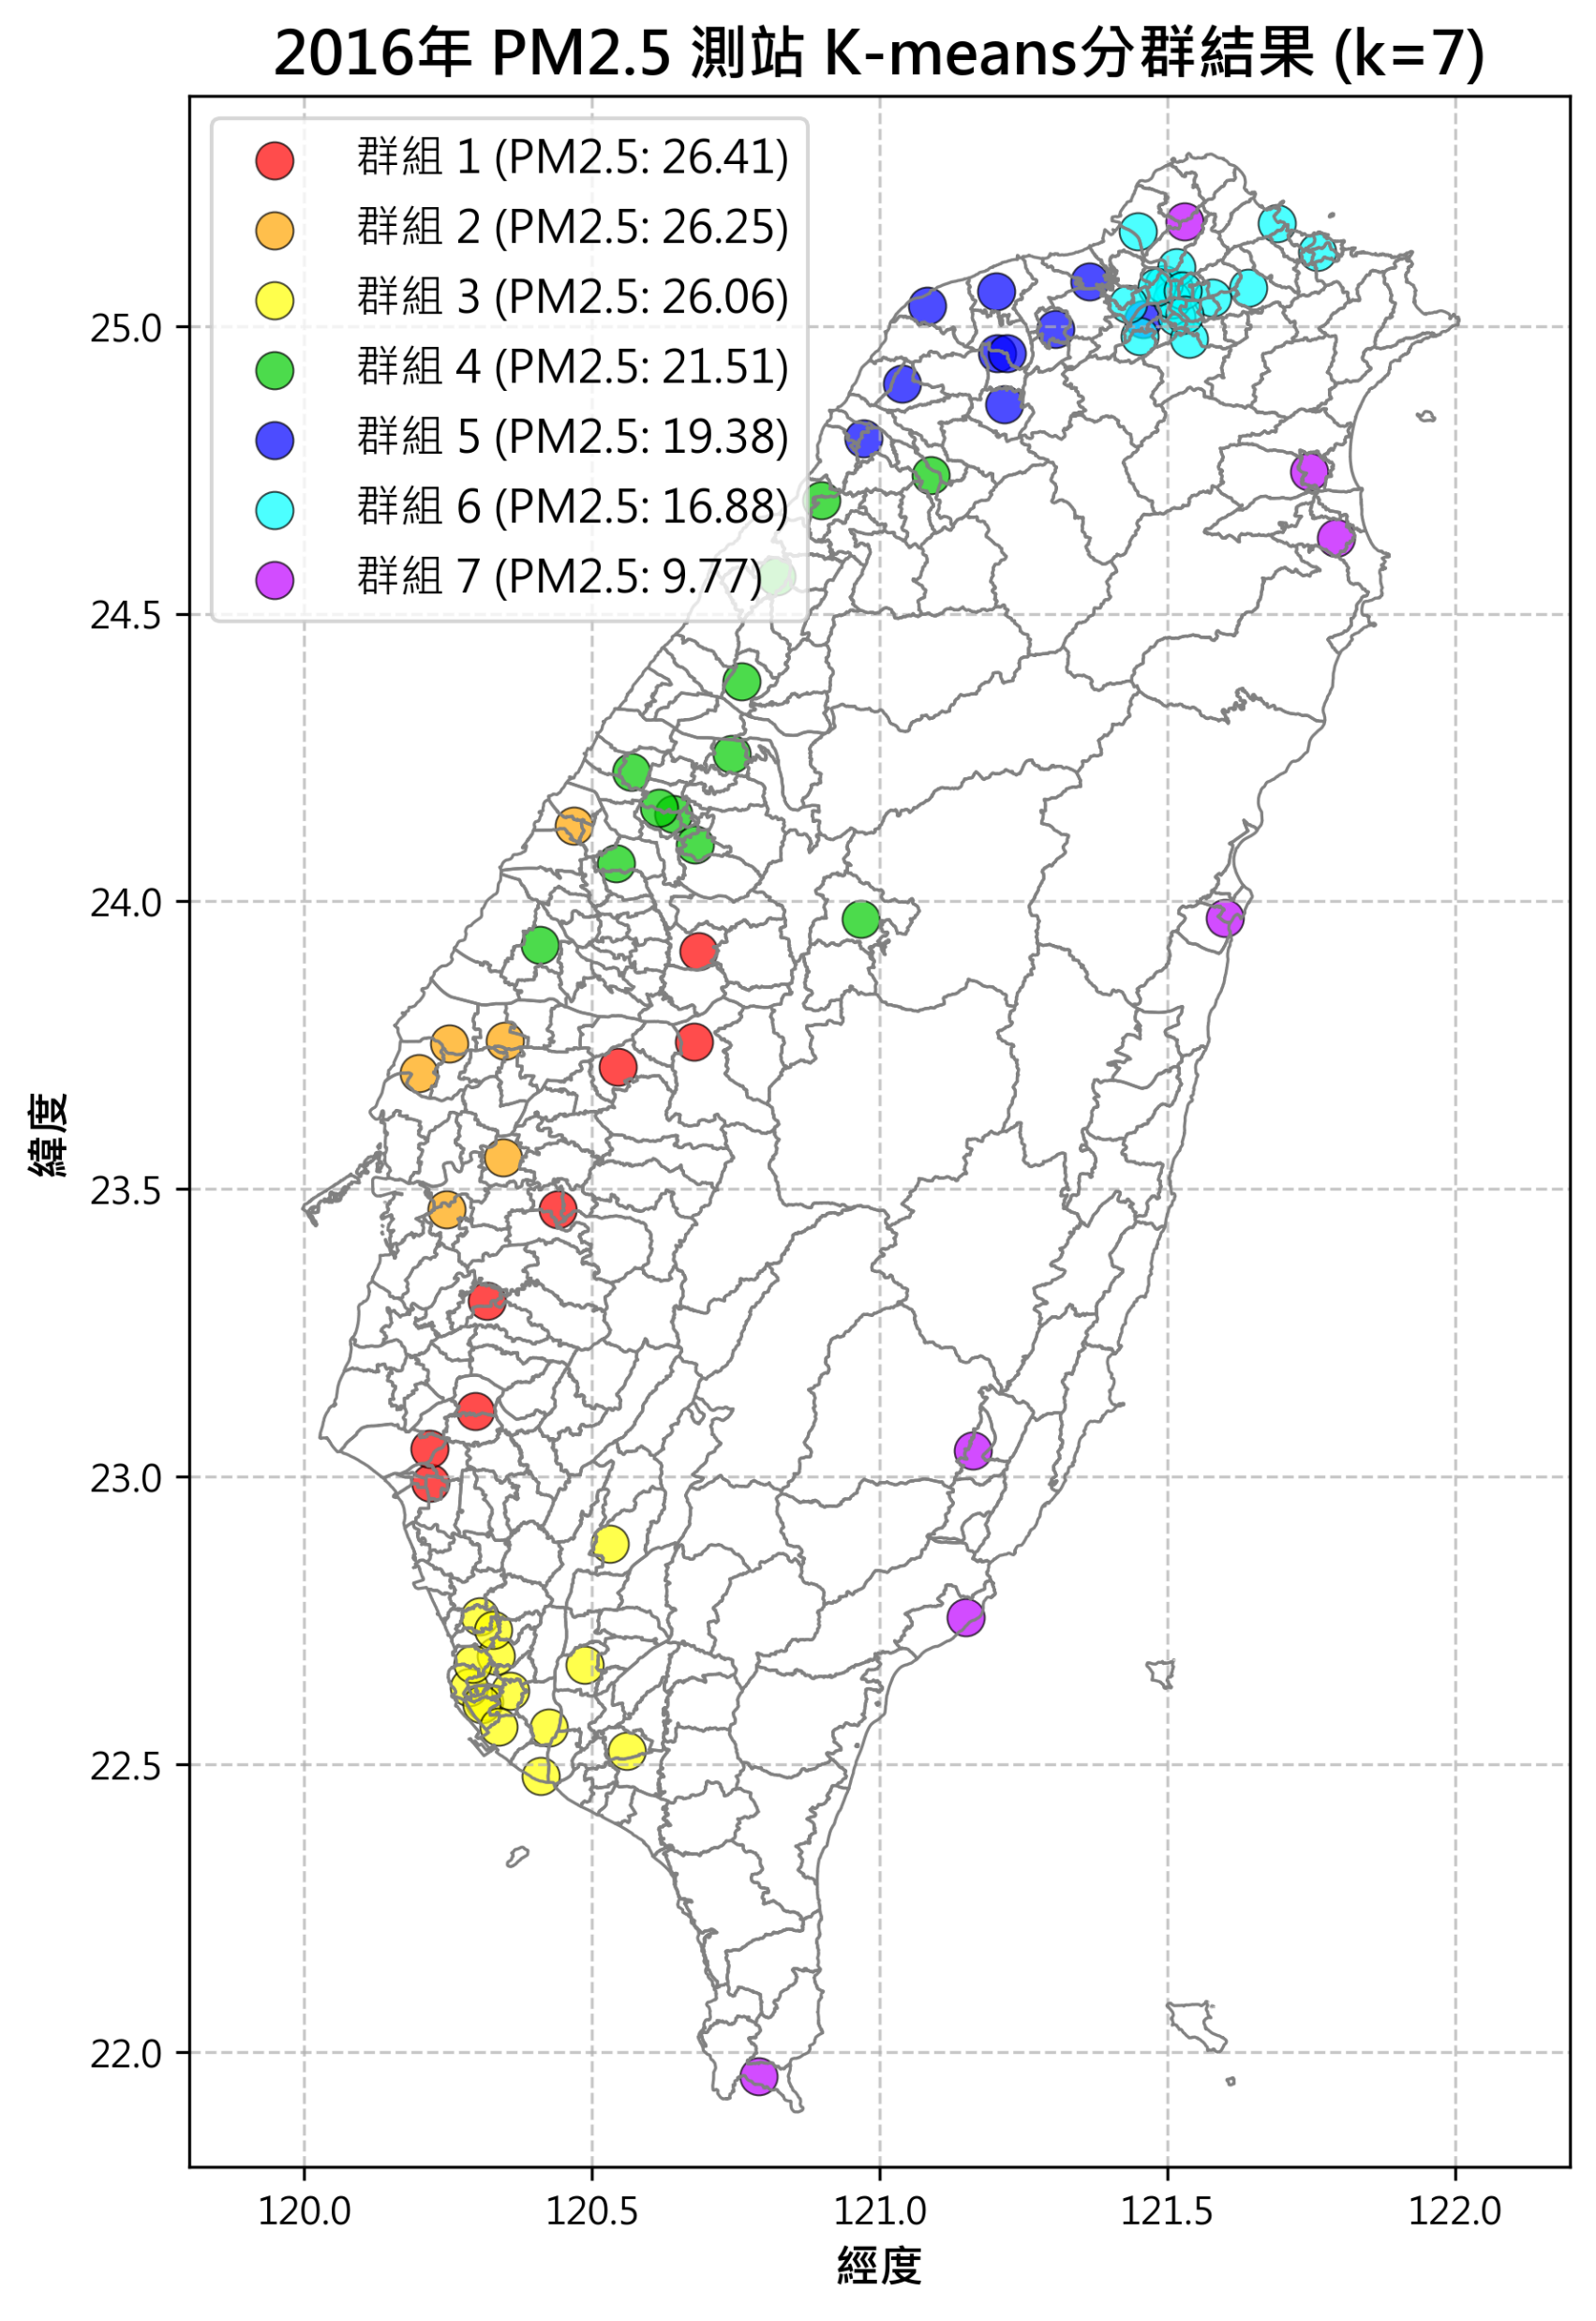 2016年 PM2.5 測站 K-means分群結果 (k=7)
群組 1 (PM2.5: 26.41)
群組 2 (PM2.5: 26.25)
群組 3 (PM2.5: 26.06)
群組 4 (PM2.5: 21.51)
群組 5 (PM2.5: 19.38)
群組 6 (PM2.5: 16.88)
群組 7 (PM2.5: 9.77)
25.0
24.5
24.0
23.5
23.0
22.5
22.0
緯度
120.0 120.5 121.0 121.5 122.0
經度